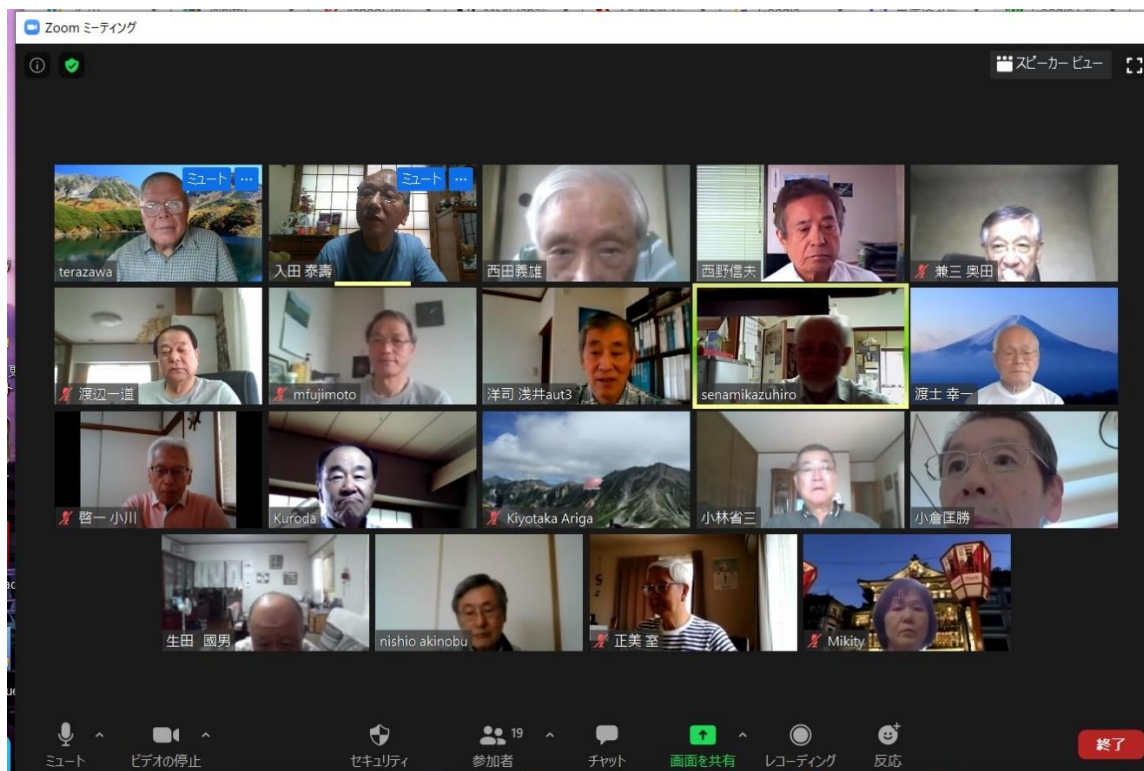 Zoom ミーティング
スピーカー ビュー
ミュート ...
ミュート ...
terazawa
入田 泰壽
西田義雄
西野信夫
兼三 奥田
渡辺一道
mfujimoto
洋司 浅井aut3
senamikazuhiro
渡士 幸一
啓一 小川
Kuroda
Kiyotaka Ariga
小林省三
小倉匡勝
生田 國男
nishio akinobu
正美 室
Mikity
19
ミュート
ビデオの停止
セキュリティ
参加者
チャット
画面を共有
レコーディング
反応
終了